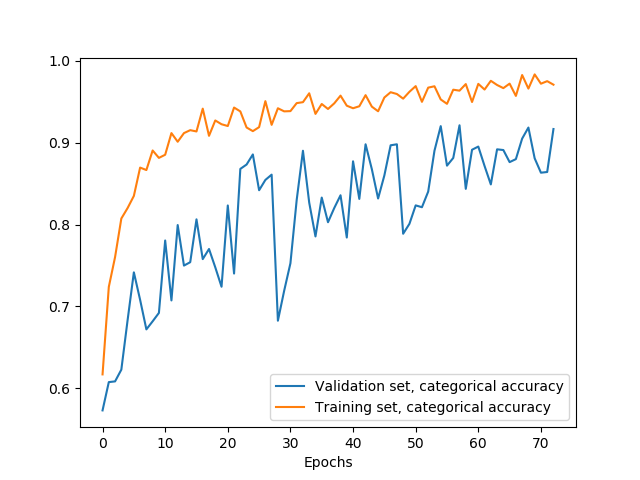 1.0
0.9
0.8
0.7
0.6
Validation set, categorical accuracy
Training set, categorical accuracy
0 10 20 30 40 50 60 70
Epochs